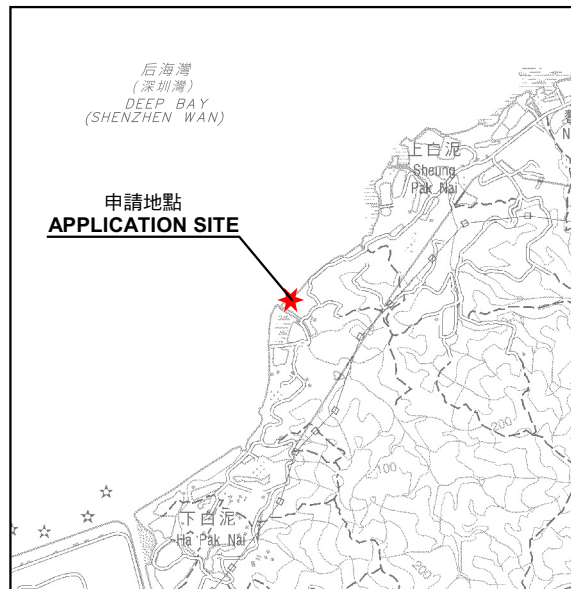 后海灣
(深圳灣)
DEEP BAY
(SHENZHEN WAN)
上白泥
Sheung
Pak Nai
N
申請地點
APPLICATION SITE
200
100
下白泥
Ha Pak Nai
200